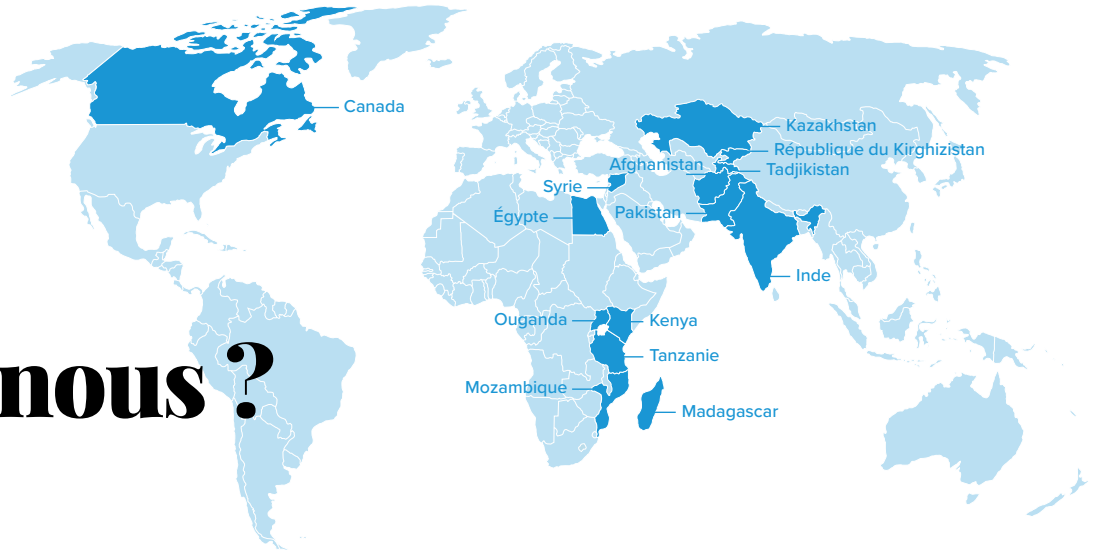 Canada
Kazakhstan
République du Kirghizistan
Afghanistan
Tadjikistan
Syrie
Égypte
Pakistan
Inde
Ouganda
Kenya
Tanzanie
Mozambique
Madagascar
nous ?